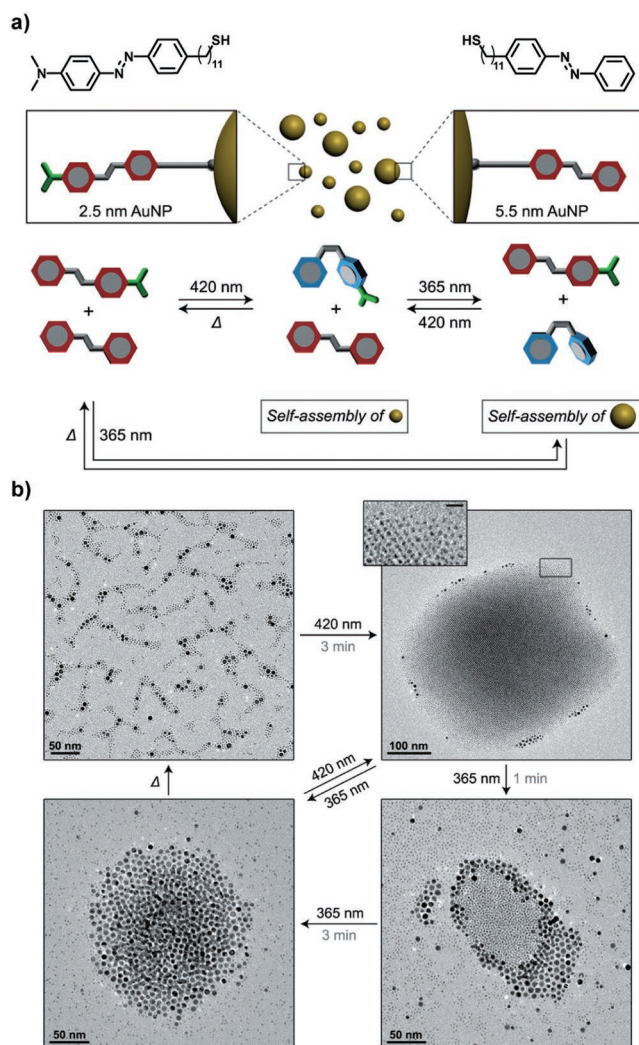 a)
SH
11
N
N
N
HS
11
N
N
2.5 nm AuNP
5.5 nm AuNP
420 nm
Δ
365 nm
420 nm
+
+
+
Self-assembly of
Self-assembly of
Δ
365 nm
b)
420 nm
3 min
50 nm
100 nm
Δ
420 nm
365 nm
365 nm
1 min
365 nm
3 min
50 nm
50 nm